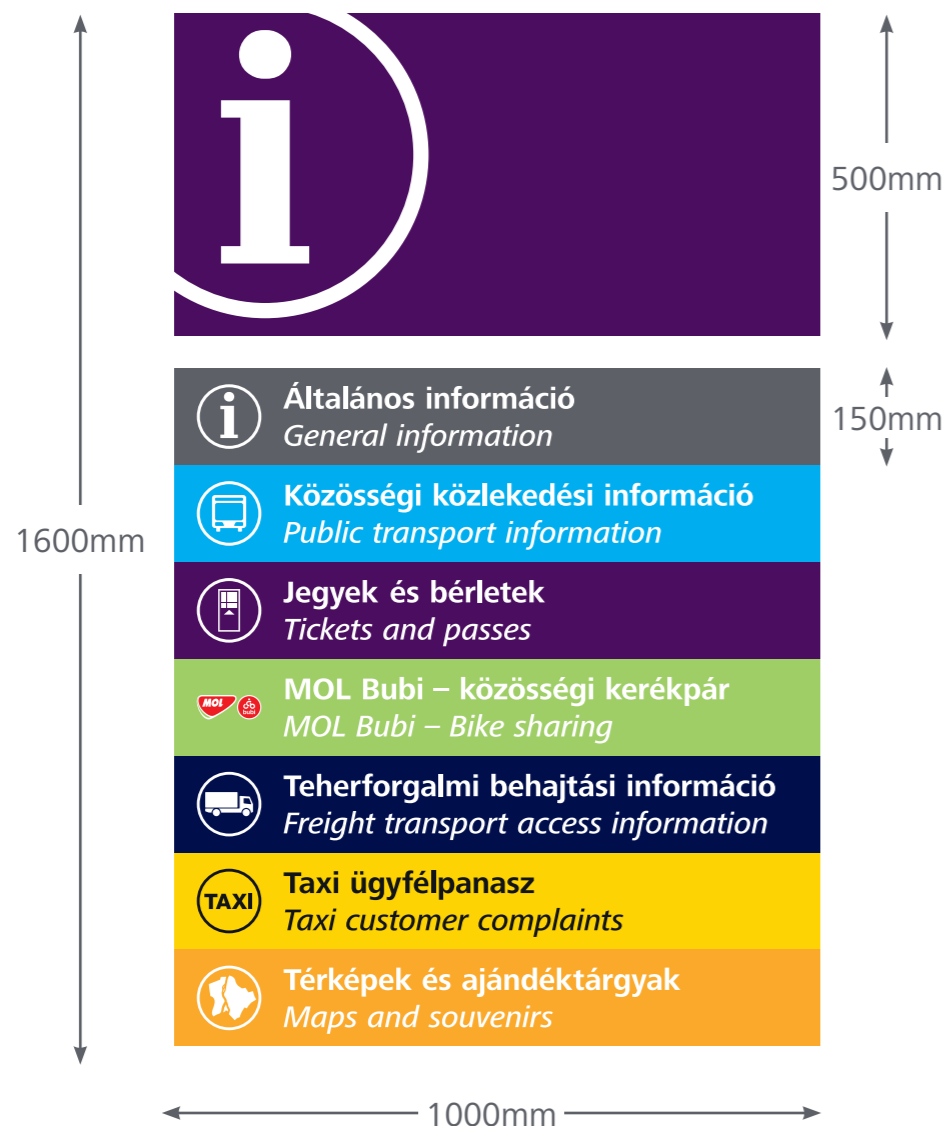 i
500mm
i
Általános információ
General information
150mm
Közösségi közlekedési információ
Public transport information
1600mm
Jegyek és bérletek
Tickets and passes
MOL bubi
MOL Bubi – közösségi kerékpár
MOL Bubi – Bike sharing
Teherforgalmi behajtási információ
Freight transport access information
TAXI
Taxi ügyfélpanasz
Taxi customer complaints
Térképek és ajándéktárgyak
Maps and souvenirs
1000mm